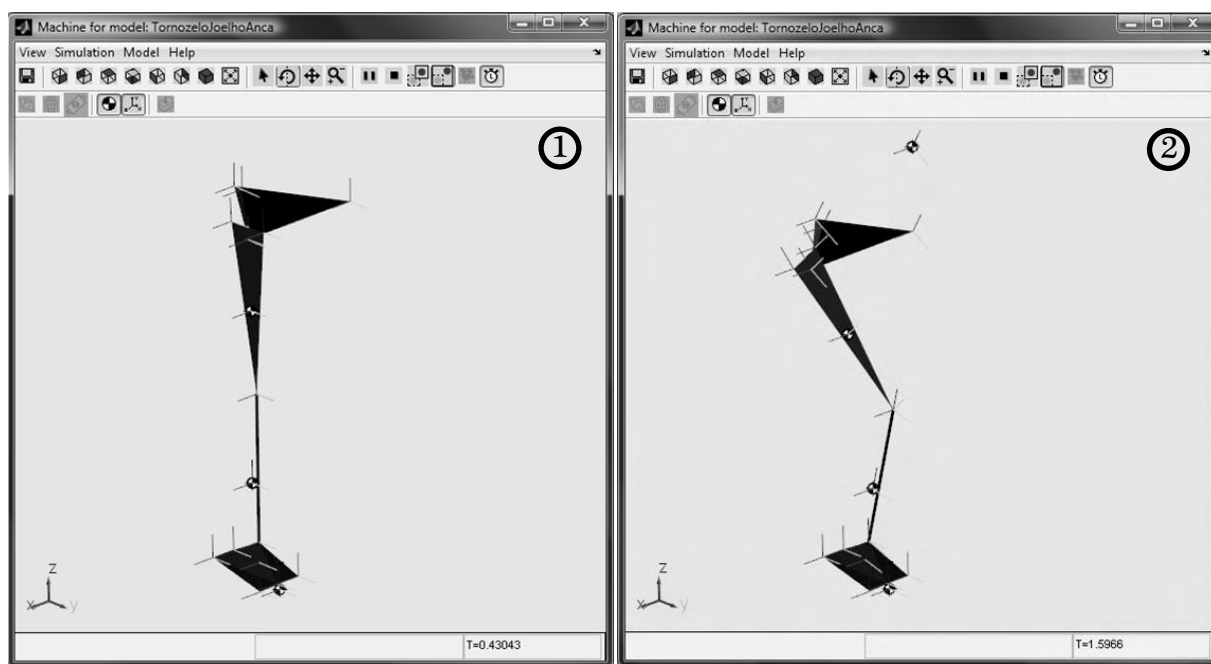 Machine for model: TornozeloJoelhoAnca
View Simulation Model Help
1
z
x
y
T=0.43043
Machine for model: TornozeloJoelhoAnca
View Simulation Model Help
2
z
x
y
T=1.5966